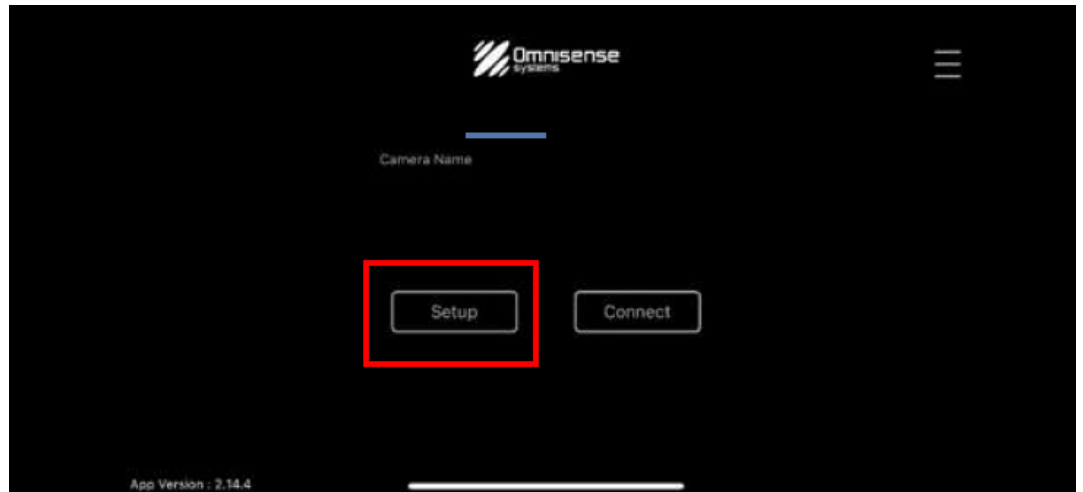 Omnisense
systems
Camera Name
Setup
Connect
App Version : 2.14.4